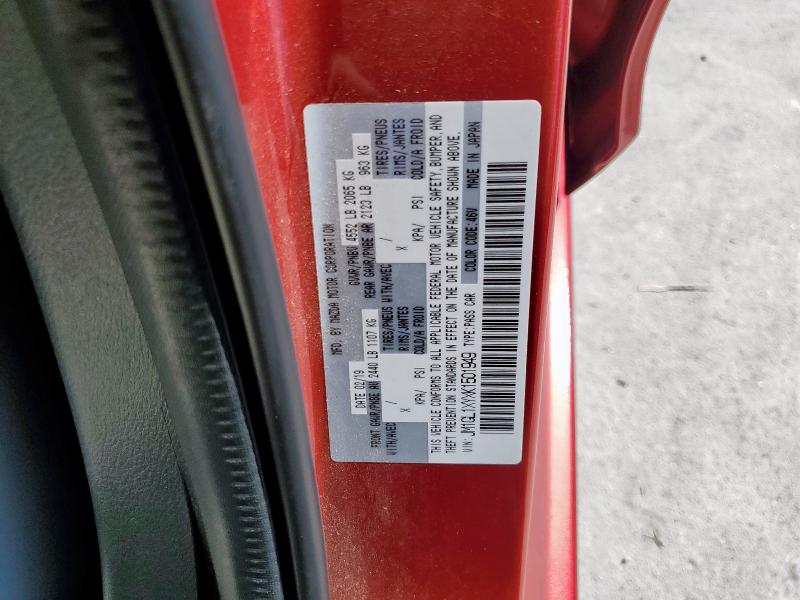 MFD. BY MAZDA MOTOR CORPORATION
DATE 02/19 GVWR/PNBV 4552 LB 2065 KG
FRONT GAWR/PNBE AV 2440 LB 1107 KG REAR GAWR/PNBE AR 2123 LB 963 KG
WITH/AVEC TIRES/PNEUS WITH/AVEC TIRES/PNEUS
/ RIMS/JANTES / RIMS/JANTES
X KPA/ PSI COLD/A FROID X KPA/ PSI COLD/A FROID
THIS VEHICLE CONFORMS TO ALL APPLICABLE FEDERAL MOTOR VEHICLE SAFETY, BUMPER, AND
THEFT PREVENTION STANDARDS IN EFFECT ON THE DATE OF MANUFACTURE SHOWN ABOVE.
VIN: JM1GL1XYXK1501949 TYPE: PASS CAR COLOR CODE: 46V MADE IN JAPAN